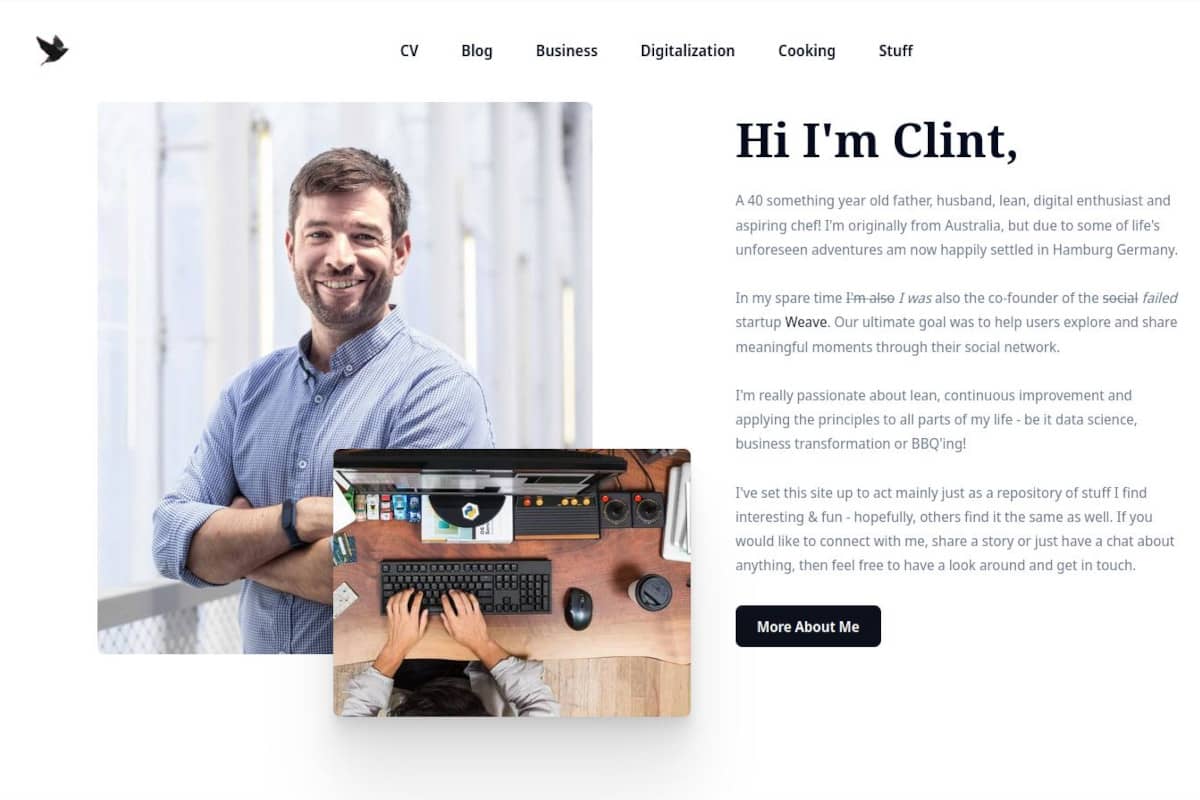 CV Blog Business Digitalization Cooking Stuff
Hi I'm Clint,
A 40 something year old father, husband, lean, digital enthusiast and
aspiring chef! I'm originally from Australia, but due to some of life's
unforeseen adventures am now happily settled in Hamburg Germany.
In my spare time I'm also I was also the co-founder of the social failed
startup Weave. Our ultimate goal was to help users explore and share
meaningful moments through their social network.
I'm really passionate about lean, continuous improvement and
applying the principles to all parts of my life - be it data science,
business transformation or BBQ'ing!
I've set this site up to act mainly just as a repository of stuff I find
interesting & fun - hopefully, others find it the same as well. If you
would like to connect with me, share a story or just have a chat about
anything, then feel free to have a look around and get in touch.
More About Me